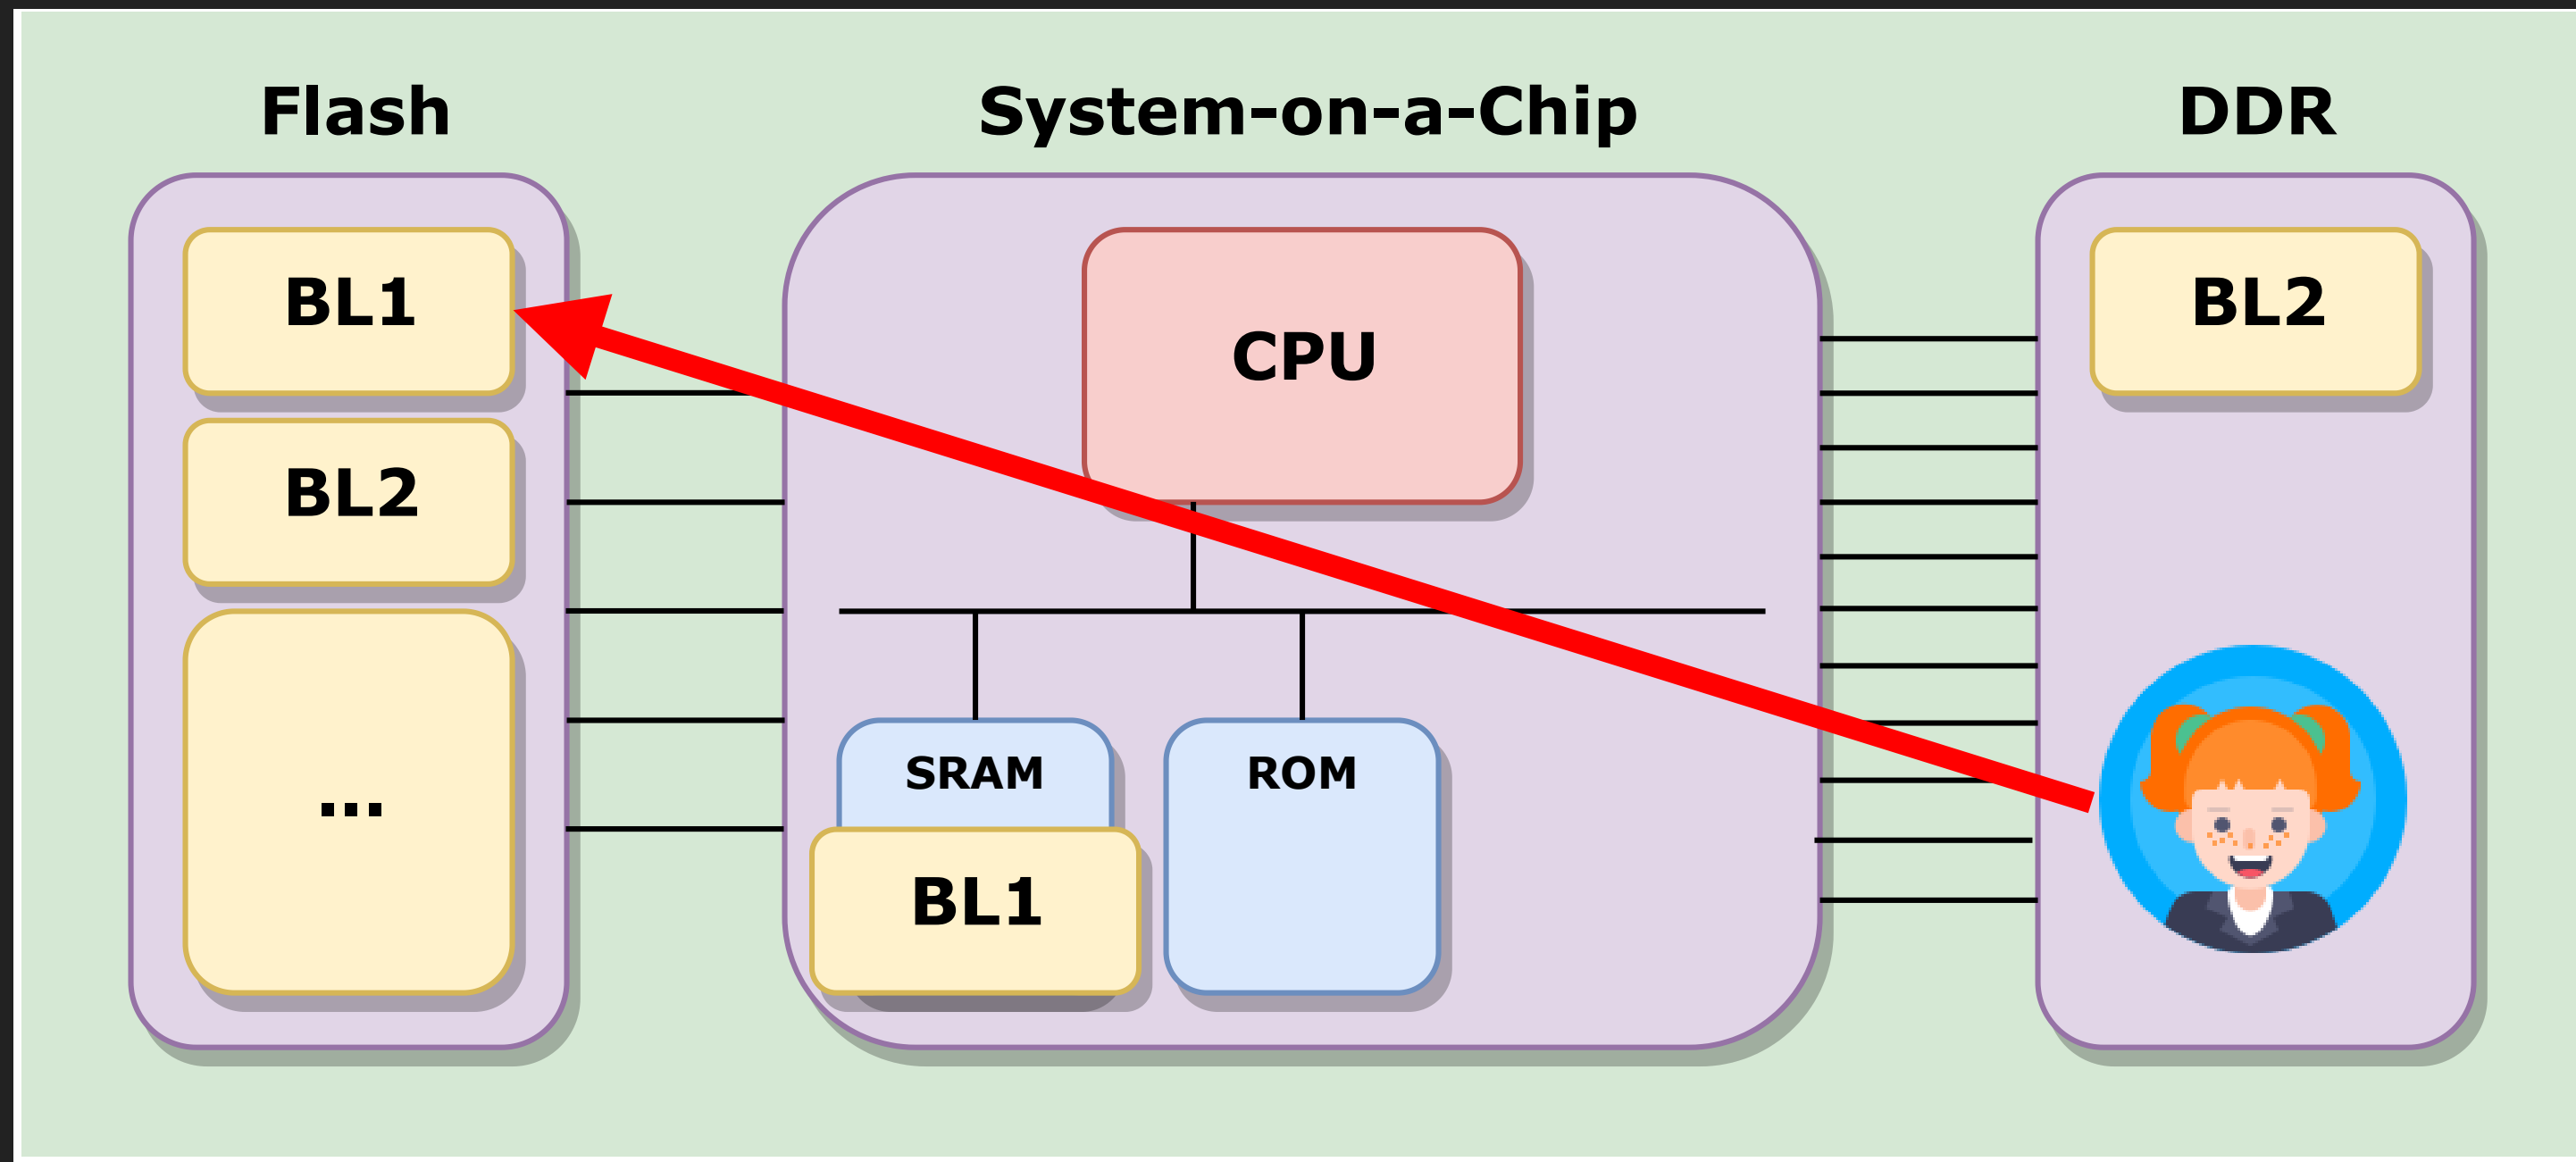 Flash
BL1
BL2
...
System-on-a-Chip
CPU
SRAM
ROM
BL1
DDR
BL2